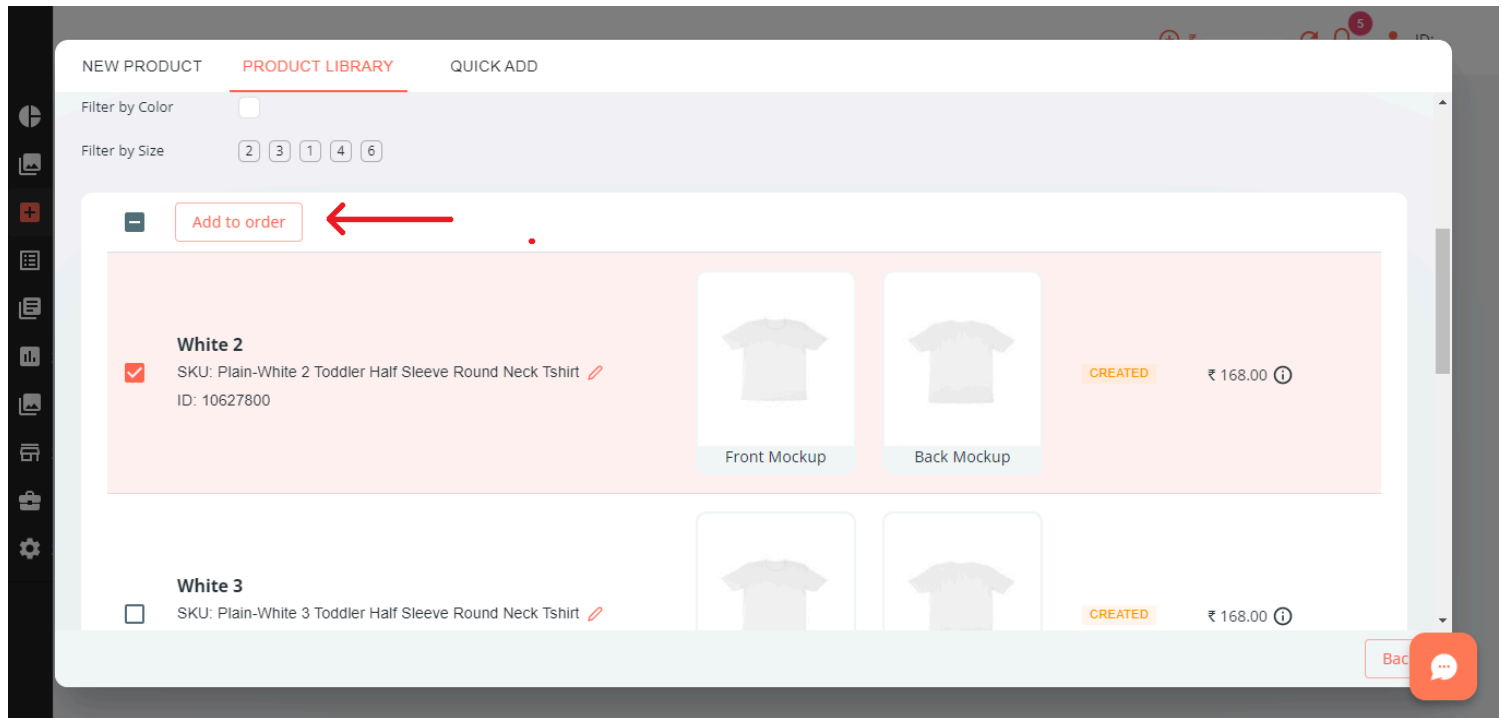 5
ID:
NEW PRODUCT PRODUCT LIBRARY QUICK ADD
Filter by Color
Filter by Size 2 3 1 4 6
Add to order
White 2
SKU: Plain-White 2 Toddler Half Sleeve Round Neck Tshirt
ID: 10627800
Front Mockup Back Mockup
CREATED ₹ 168.00
White 3
SKU: Plain-White 3 Toddler Half Sleeve Round Neck Tshirt
CREATED ₹ 168.00
Bac